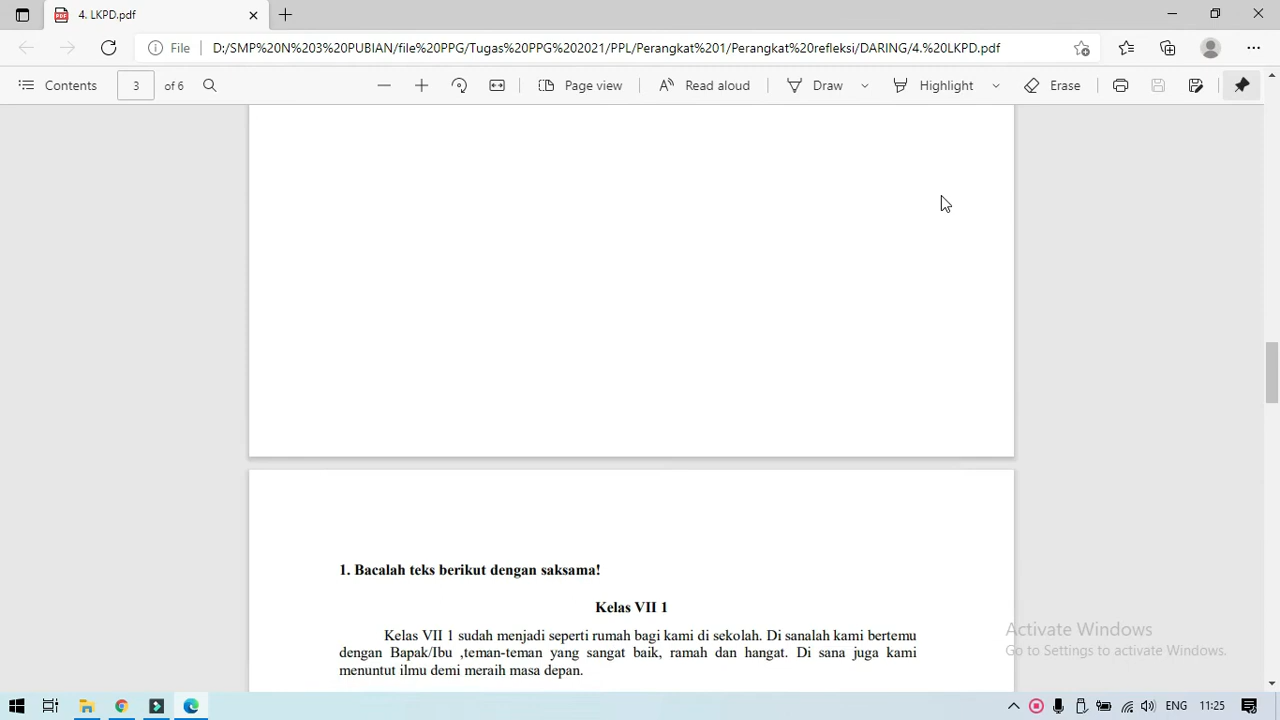 4. LKPD.pdf
File D:/SMP%20N%203%20PUBIAN/file%20PPG/Tugas%20PPG%202021/PPL/Perangkat%201/Perangkat%20refleksi/DARING/4.%20LKPD.pdf
Contents 3 of 6 Page view Read aloud Draw Highlight Erase
1. Bacalah teks berikut dengan saksama!
Kelas VII 1
Kelas VII 1 sudah menjadi seperti rumah bagi kami di sekolah. Di sanalah kami bertemu
dengan Bapak/Ibu ,teman-teman yang sangat baik, ramah dan hangat. Di sana juga kami
menuntut ilmu demi meraih masa depan.
Activate Windows
Go to Settings to activate Windows.
ENG 11:25